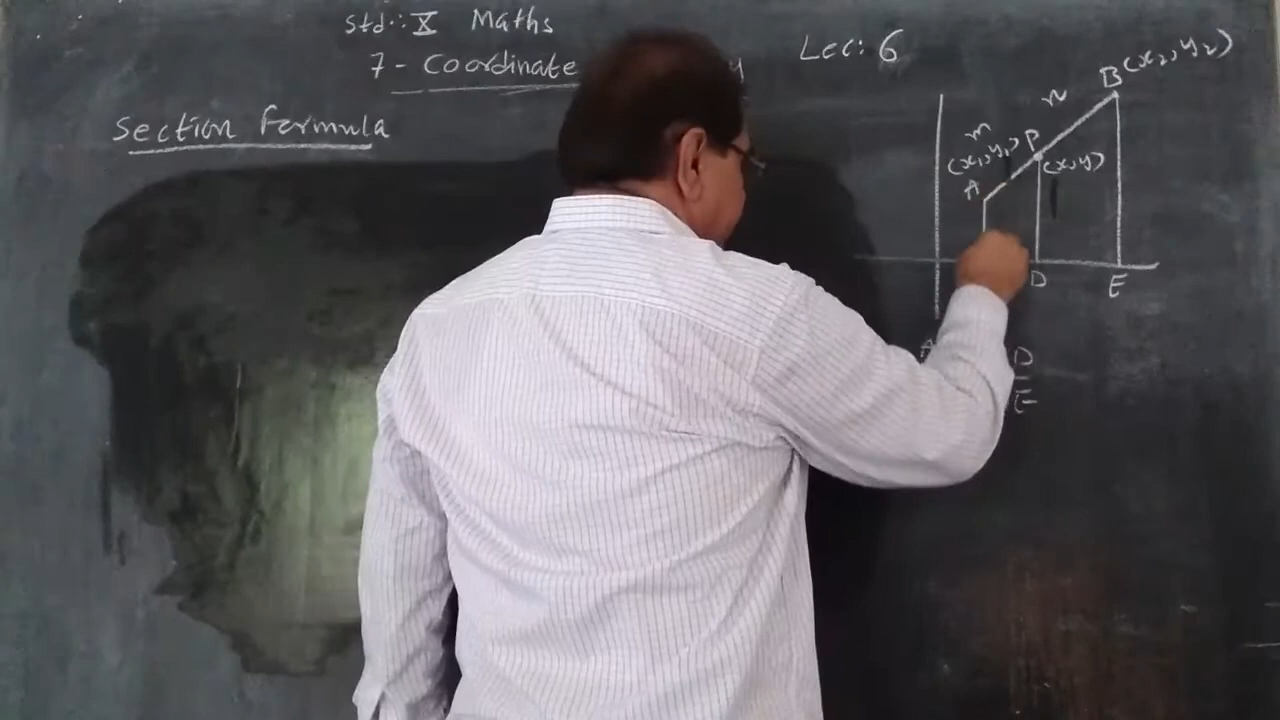 Std.: X Maths
7 - Coordinate
Lec: 6
Section Formula
B (x₂, y₂)
n
m
P
(x₁, y₁)
(x, y)
A
D
E
D
E